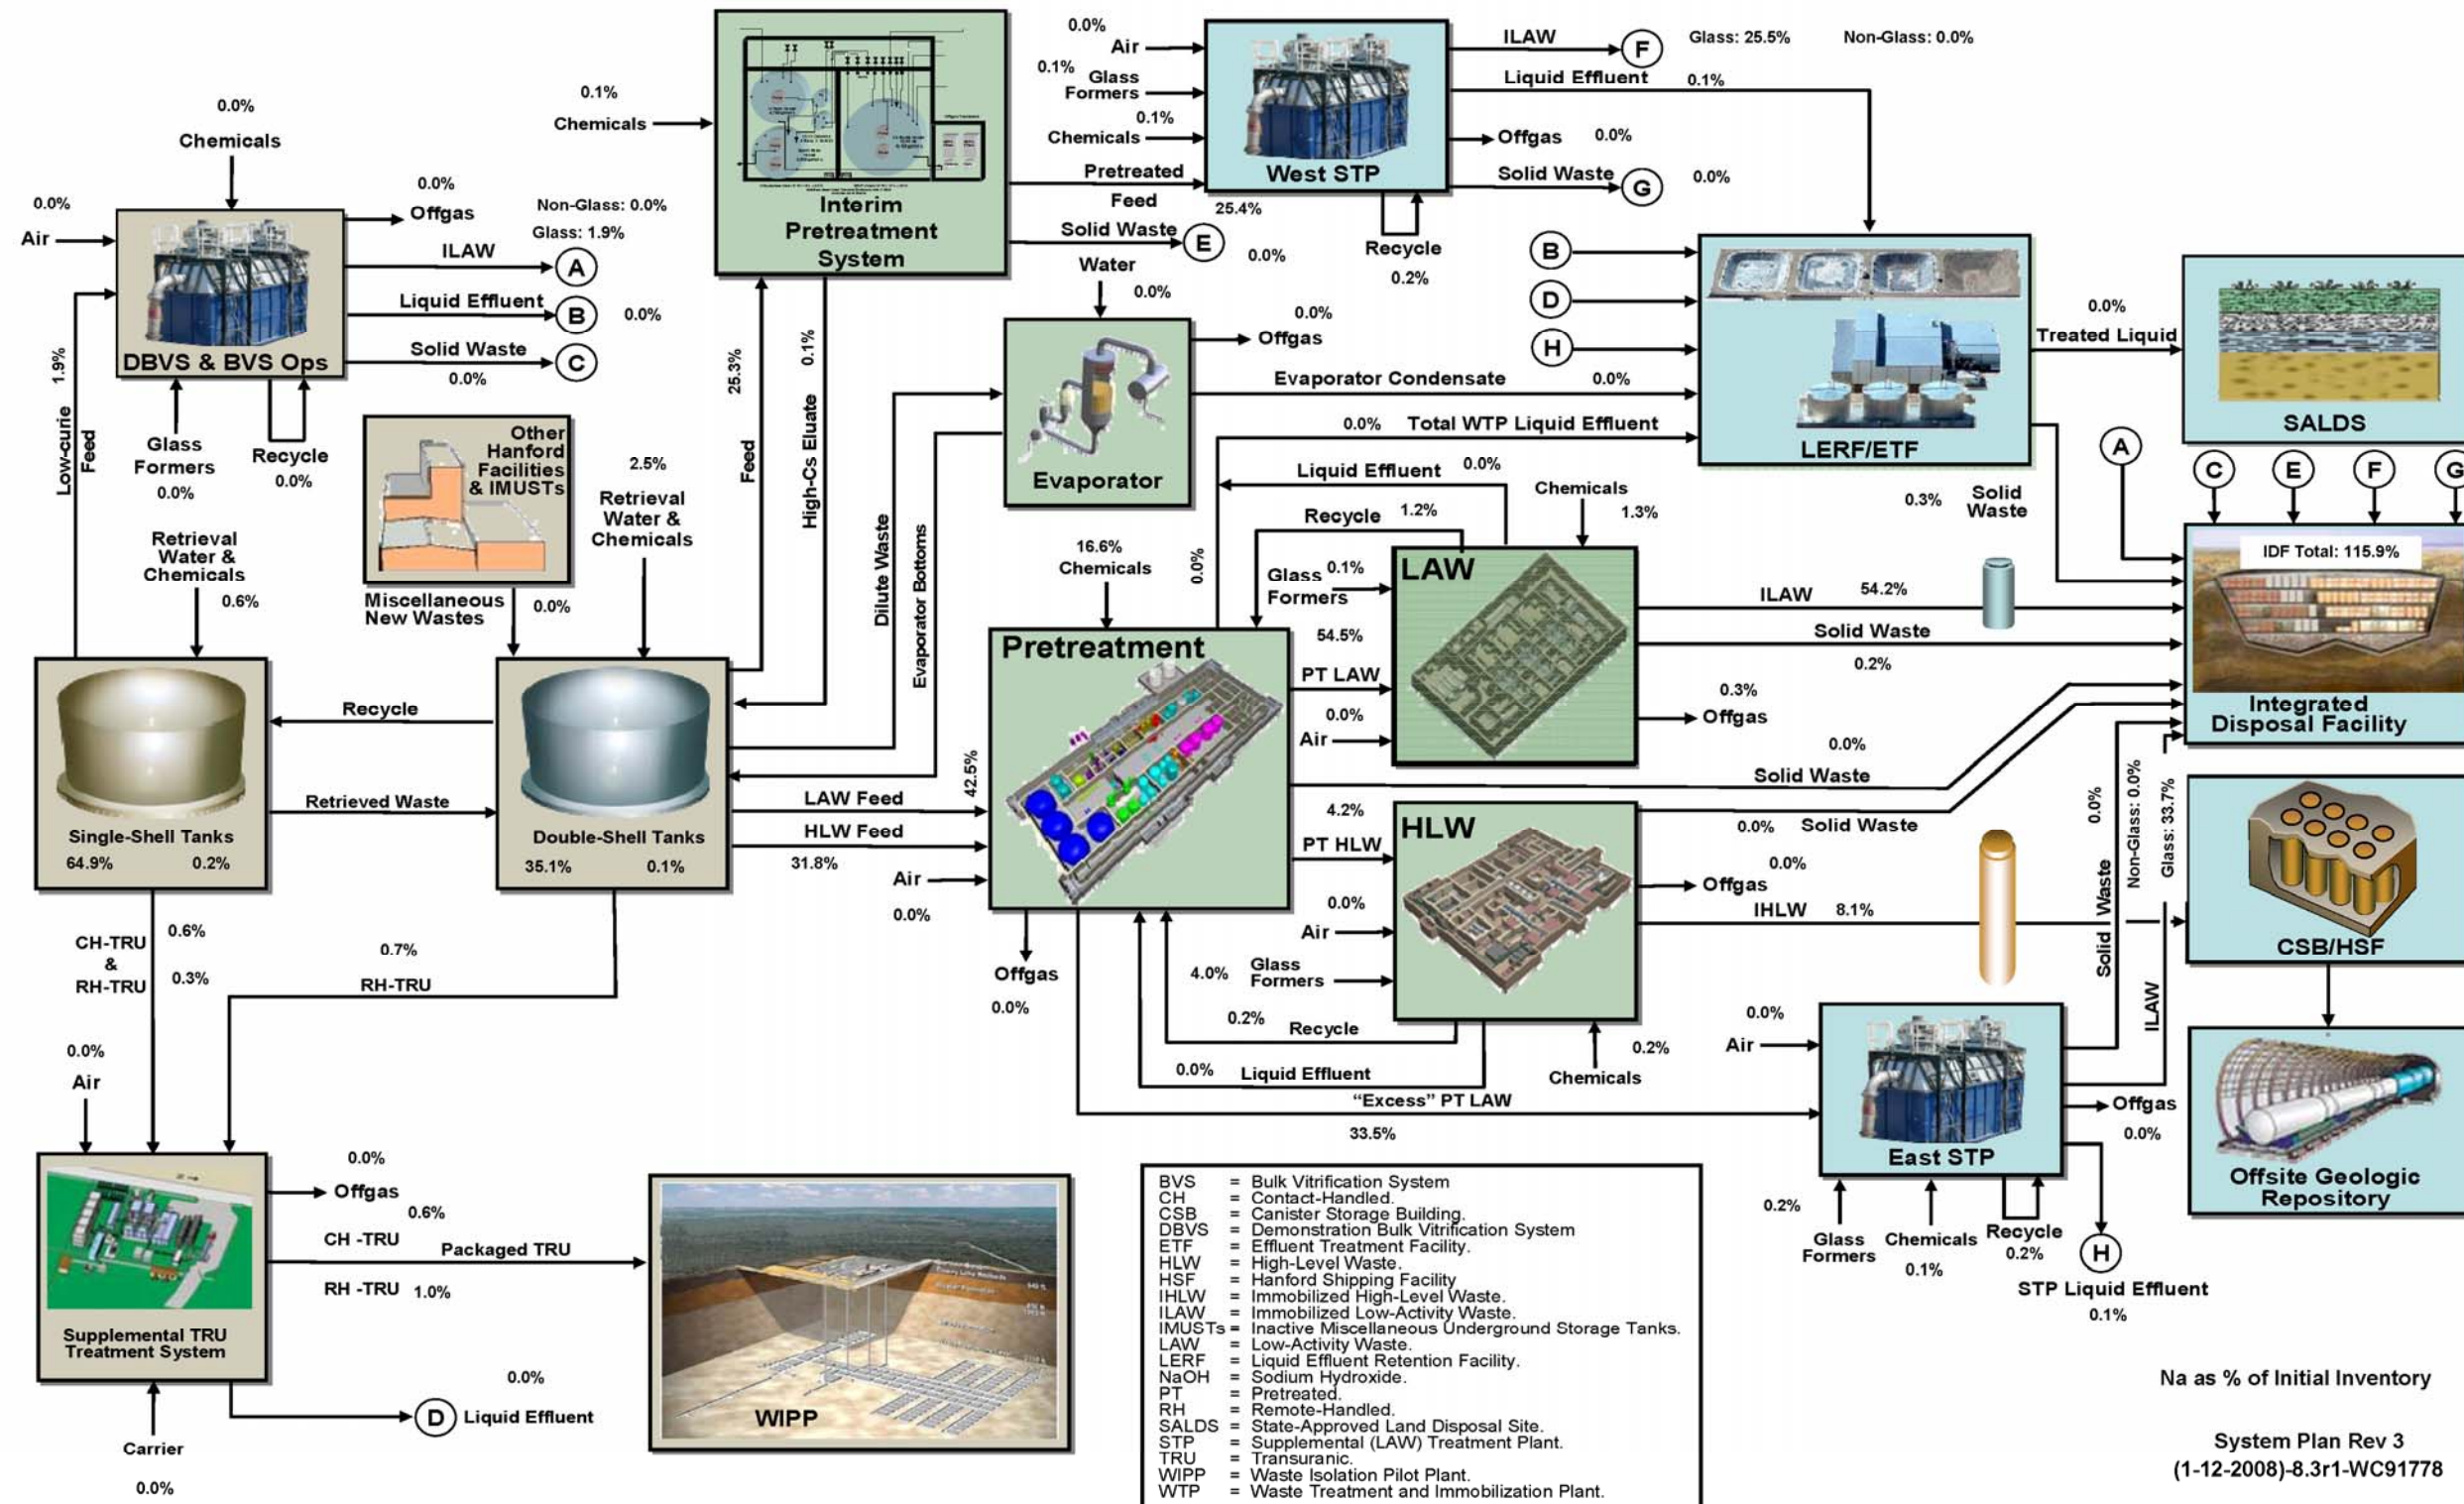 0.0%
Chemicals
0.0%
Air
0.0%
Offgas
Non-Glass: 0.0%
Glass: 1.9%
ILAW
A
Liquid Effluent
B
0.0%
Solid Waste
C
0.0%
DBVS & BVS Ops
Low-curie
Feed
1.9%
Glass
Formers
0.0%
Recycle
0.0%
0.1%
Chemicals
Interim
Pretreatment
System
Feed
25.3%
High-Cs Eluate
0.1%
Pretreated
Feed
25.4%
Solid Waste
E
0.0%
0.0%
Air
0.1%
Glass
Formers
0.1%
Chemicals
West STP
Recycle
0.2%
ILAW
F
Glass: 25.5%
Non-Glass: 0.0%
Liquid Effluent
0.1%
Offgas
0.0%
Solid Waste
G
0.0%
Water
0.0%
Evaporator
Offgas
0.0%
Evaporator Condensate
0.0%
0.0%
Total WTP Liquid Effluent
B
D
H
LERF/ETF
0.0%
Treated Liquid
SALDS
0.3%
Solid
Waste
A
C
E
F
G
IDF Total: 115.9%
Integrated
Disposal Facility
Other
Hanford
Facilities
& IMUSTs
Miscellaneous
New Wastes
0.0%
Retrieval
Water &
Chemicals
0.6%
2.5%
Retrieval
Water &
Chemicals
Dilute Waste
Evaporator Bottoms
Single-Shell Tanks
64.9%
0.2%
Recycle
Retrieved Waste
Double-Shell Tanks
35.1%
0.1%
LAW Feed
42.5%
HLW Feed
31.8%
Air
0.0%
16.6%
Chemicals
0.0%
Pretreatment
Offgas
0.0%
Liquid Effluent
0.0%
Recycle
1.2%
Chemicals
1.3%
Glass
Formers
0.1%
54.5%
PT LAW
0.0%
Air
LAW
ILAW
54.2%
Solid Waste
0.2%
0.3%
Offgas
0.0%
Solid Waste
4.2%
PT HLW
0.0%
Air
4.0%
Glass
Formers
HLW
0.0%
Solid Waste
0.0%
Offgas
IHLW
8.1%
0.2%
Recycle
0.0%
Liquid Effluent
0.2%
Chemicals
"Excess" PT LAW
33.5%
CSB/HSF
Offsite Geologic
Repository
0.0%
Air
East STP
0.2%
Glass
Formers
Chemicals
0.1%
Recycle
0.2%
H
STP Liquid Effluent
0.1%
Offgas
0.0%
Solid Waste
0.0%
ILAW
Non-Glass: 0.0%
Glass: 33.7%
CH-TRU
&
RH-TRU
0.6%
0.3%
0.7%
RH-TRU
0.0%
Air
Supplemental TRU
Treatment System
Carrier
0.0%
0.0%
Offgas
0.6%
CH -TRU
Packaged TRU
RH -TRU
1.0%
0.0%
D
Liquid Effluent
WIPP
BVS = Bulk Vitrification System
CH = Contact-Handled.
CSB = Canister Storage Building.
DBVS = Demonstration Bulk Vitrification System
ETF = Effluent Treatment Facility.
HLW = High-Level Waste.
HSF = Hanford Shipping Facility
IHLW = Immobilized High-Level Waste.
ILAW = Immobilized Low-Activity Waste.
IMUSTs = Inactive Miscellaneous Underground Storage Tanks.
LAW = Low-Activity Waste.
LERF = Liquid Effluent Retention Facility.
NaOH = Sodium Hydroxide.
PT = Pretreated.
RH = Remote-Handled.
SALDS = State-Approved Land Disposal Site.
STP = Supplemental (LAW) Treatment Plant.
TRU = Transuranic.
WIPP = Waste Isolation Pilot Plant.
WTP = Waste Treatment and Immobilization Plant.
Na as % of Initial Inventory
System Plan Rev 3
(1-12-2008)-8.3r1-WC91778